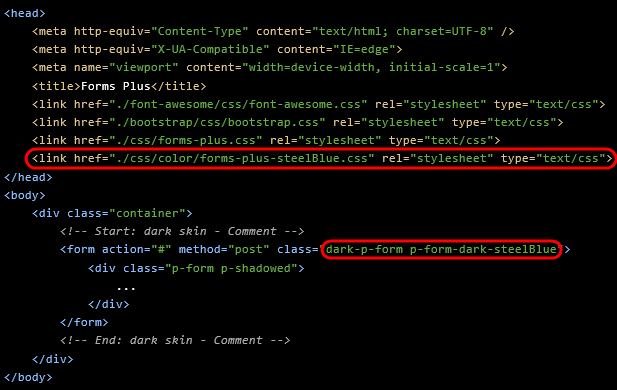 <head>
<meta http-equiv="Content-Type" content="text/html; charset=UTF-8" />
<meta http-equiv="X-UA-Compatible" content="IE=edge">
<meta name="viewport" content="width=device-width, initial-scale=1">
<title>Forms Plus</title>
<link href="./font-awesome/css/font-awesome.css" rel="stylesheet" type="text/css">
<link href="./bootstrap/css/bootstrap.css" rel="stylesheet" type="text/css">
<link href="./css/forms-plus.css" rel="stylesheet" type="text/css">
<link href="./css/color/forms-plus-steelBlue.css" rel="stylesheet" type="text/css">
</head>
<body>
<div class="container">
<!-- Start: dark skin - Comment -->
<form action="#" method="post" class="dark-p-form p-form-dark-steelBlue">
<div class="p-form p-shadowed">
...
</div>
</form>
<!-- End: dark skin - Comment -->
</div>
</body>